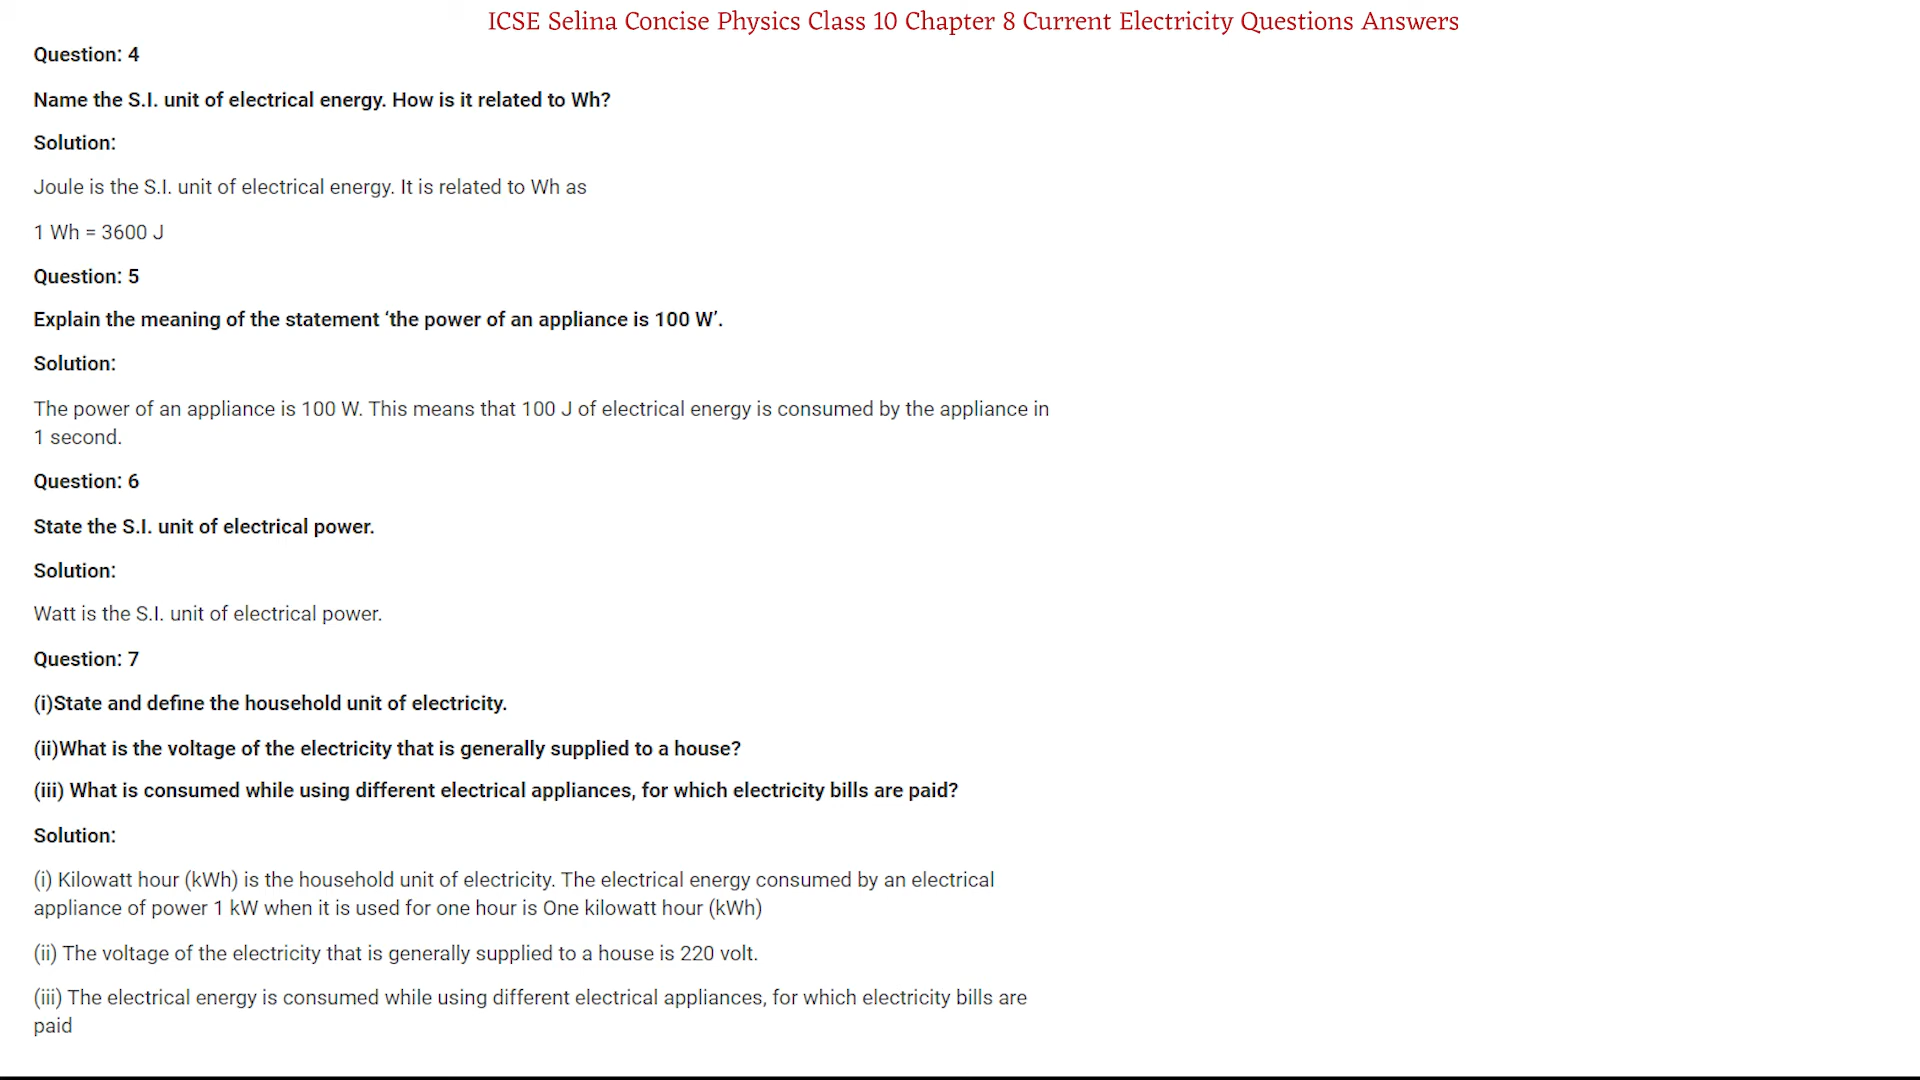 ICSE Selina Concise Physics Class 10 Chapter 8 Current Electricity Questions Answers
Question: 4
Name the S.I. unit of electrical energy. How is it related to Wh?
Solution:
Joule is the S.I. unit of electrical energy. It is related to Wh as
1 Wh = 3600 J
Question: 5
Explain the meaning of the statement ‘the power of an appliance is 100 W’.
Solution:
The power of an appliance is 100 W. This means that 100 J of electrical energy is consumed by the appliance in
1 second.
Question: 6
State the S.I. unit of electrical power.
Solution:
Watt is the S.I. unit of electrical power.
Question: 7
(i)State and define the household unit of electricity.
(ii)What is the voltage of the electricity that is generally supplied to a house?
(iii) What is consumed while using different electrical appliances, for which electricity bills are paid?
Solution:
(i) Kilowatt hour (kWh) is the household unit of electricity. The electrical energy consumed by an electrical
appliance of power 1 kW when it is used for one hour is One kilowatt hour (kWh)
(ii) The voltage of the electricity that is generally supplied to a house is 220 volt.
(iii) The electrical energy is consumed while using different electrical appliances, for which electricity bills are
paid